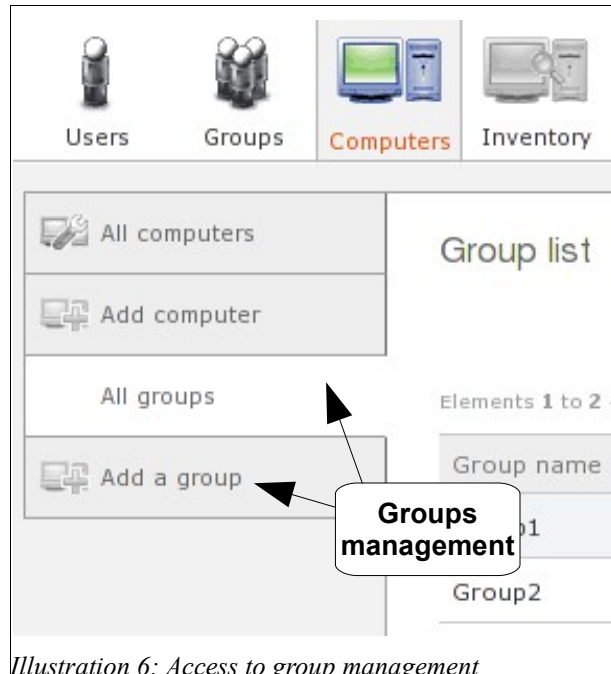 Users Groups Computers Inventory
All computers
Group list
Add computer
All groups
Elements 1 to 2
Group name
Add a group
Groups
management
Group2
Illustration 6: Access to group management